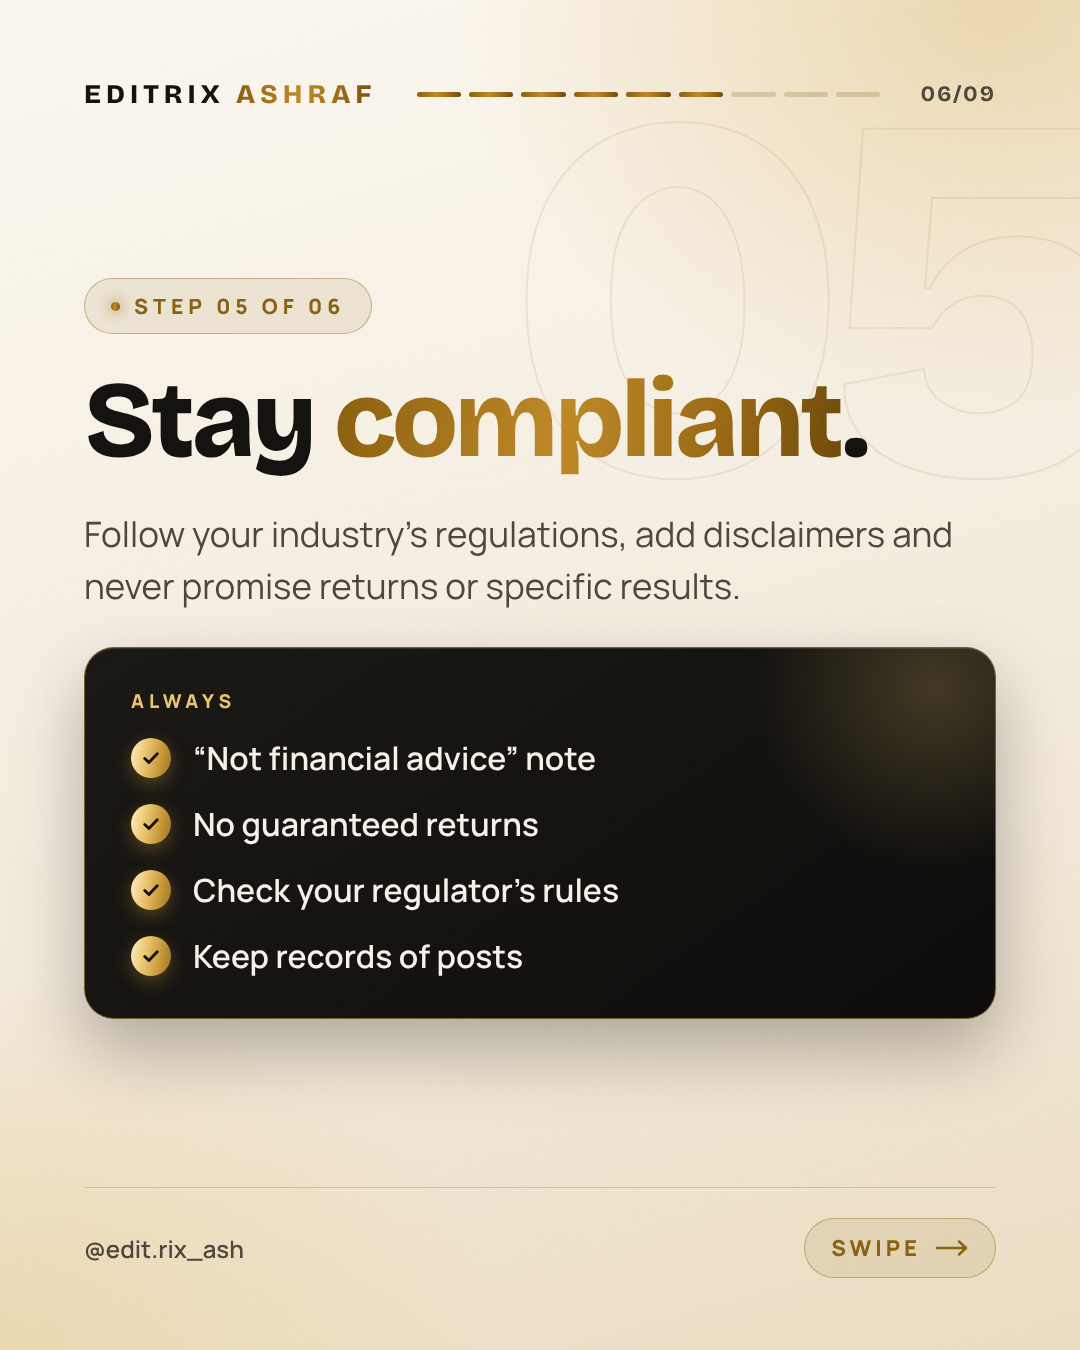 EDITRIX ASHRAF
06/09
05
STEP 05 OF 06
Stay compliant.
Follow your industry’s regulations, add disclaimers and
never promise returns or specific results.
ALWAYS
“Not financial advice” note
No guaranteed returns
Check your regulator’s rules
Keep records of posts
@edit.rix_ash
SWIPE →